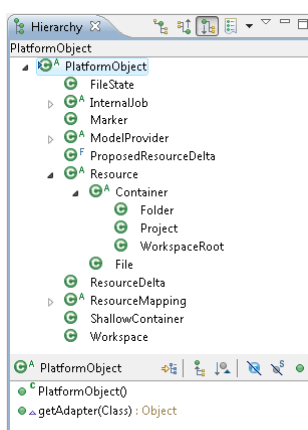 Hierarchy
PlatformObject
A PlatformObject
FileState
A InternalJob
Marker
A ModelProvider
F ProposedResourceDelta
A Resource
A Container
Folder
Project
WorkspaceRoot
File
ResourceDelta
A ResourceMapping
ShallowContainer
Workspace
A PlatformObject
C PlatformObject()
getAdapter(Class) : Object